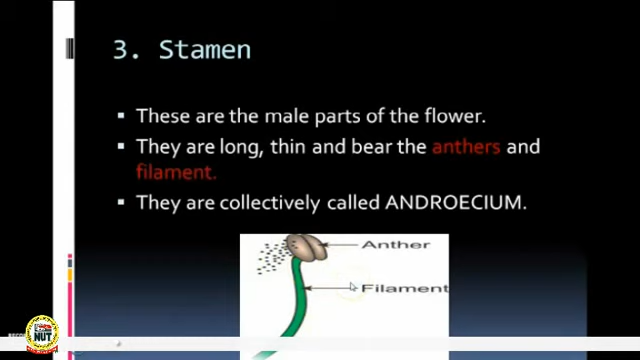 3. Stamen
These are the male parts of the flower.
They are long, thin and bear the anthers and
filament.
They are collectively called ANDROECIUM.
Anther
Filament
NUT